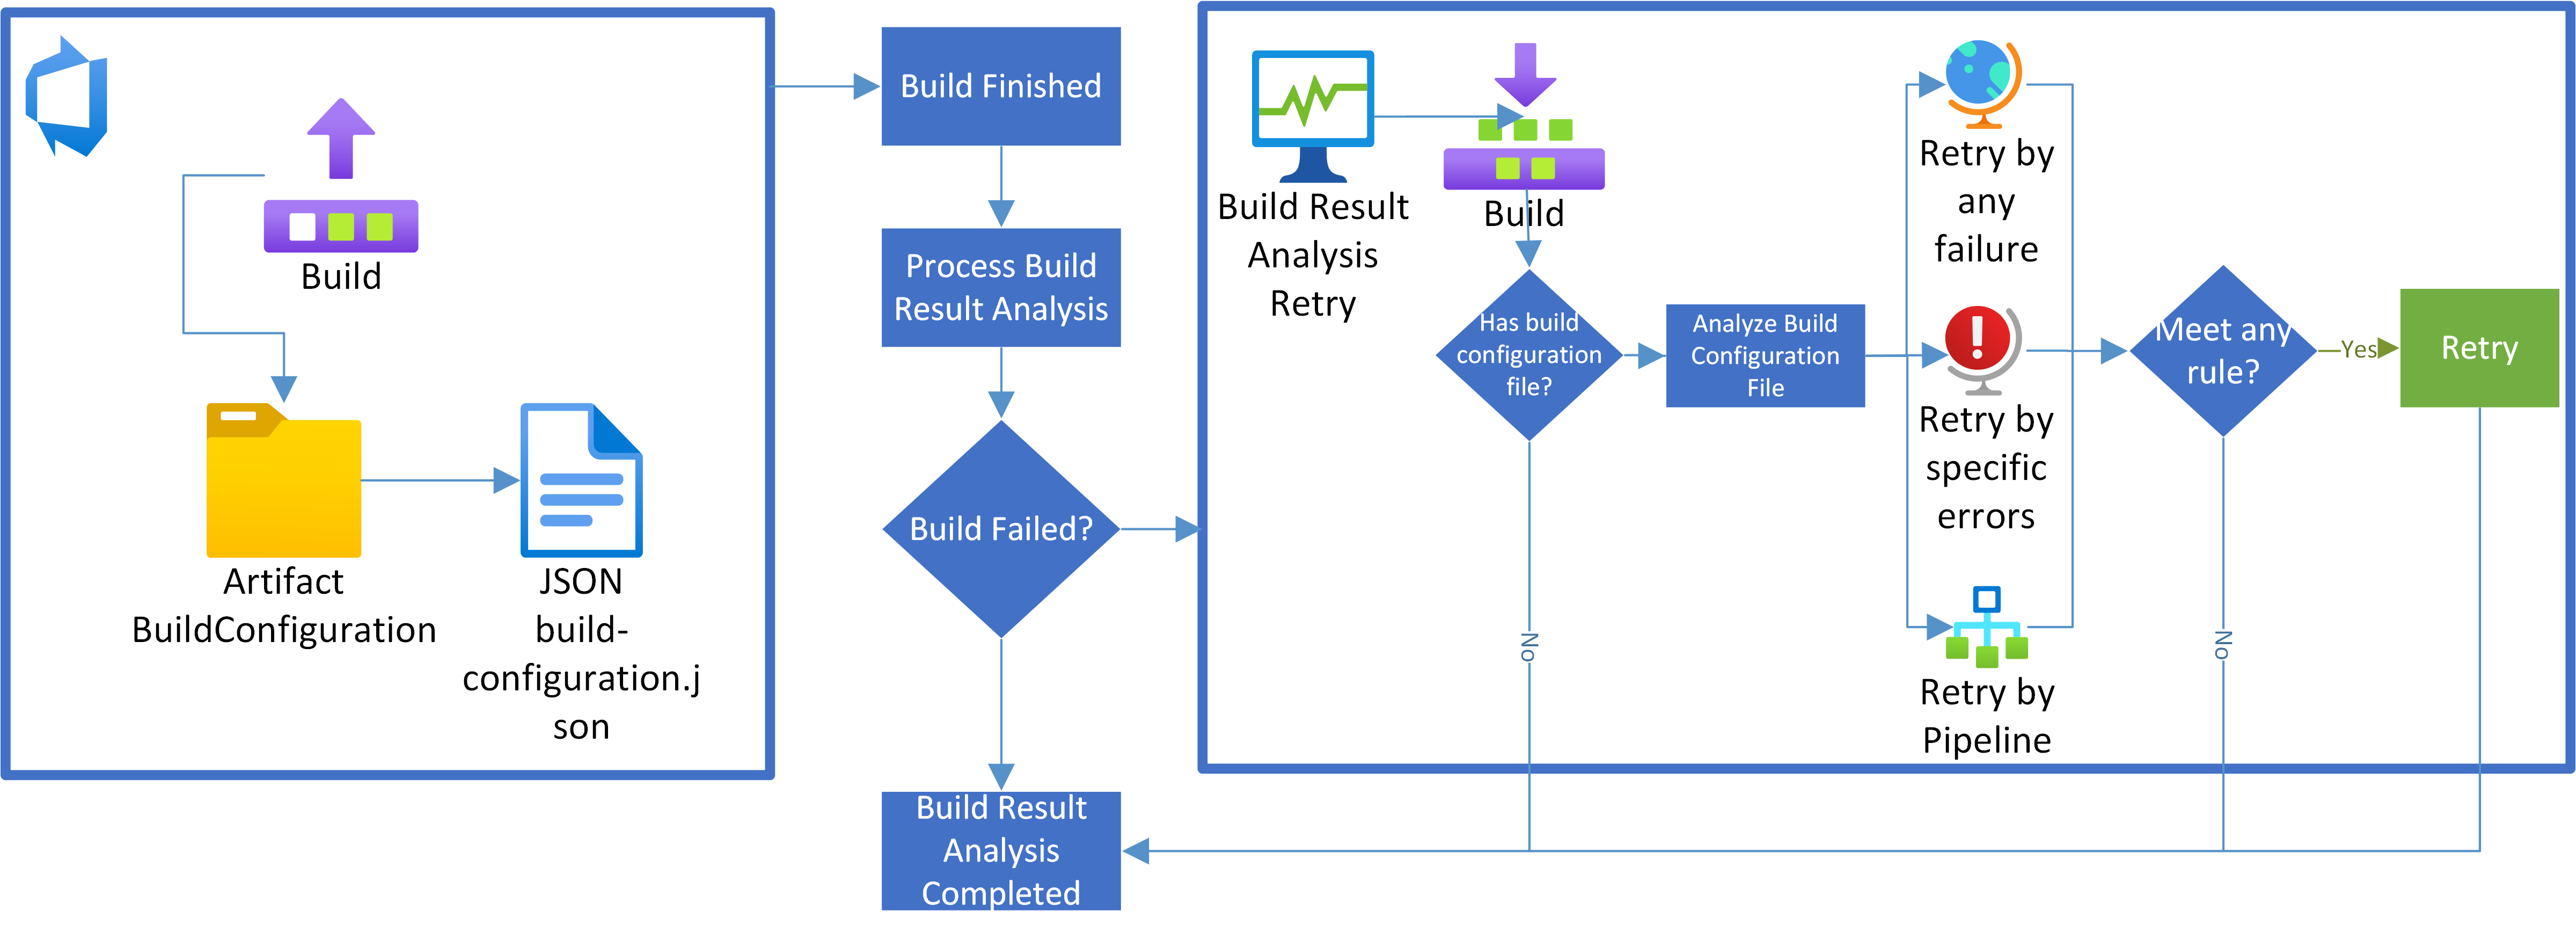 Build
Artifact
BuildConfiguration
JSON
build-
configuration.j
son
Build Finished
Process Build
Result Analysis
Build Failed?
Build Result
Analysis
Completed
Build Result
Analysis
Retry
Build
Has build
configuration
file?
No
Analyze Build
Configuration
File
Retry by
any
failure
Retry by
specific
errors
Retry by
Pipeline
Meet any
rule?
Yes
No
Retry